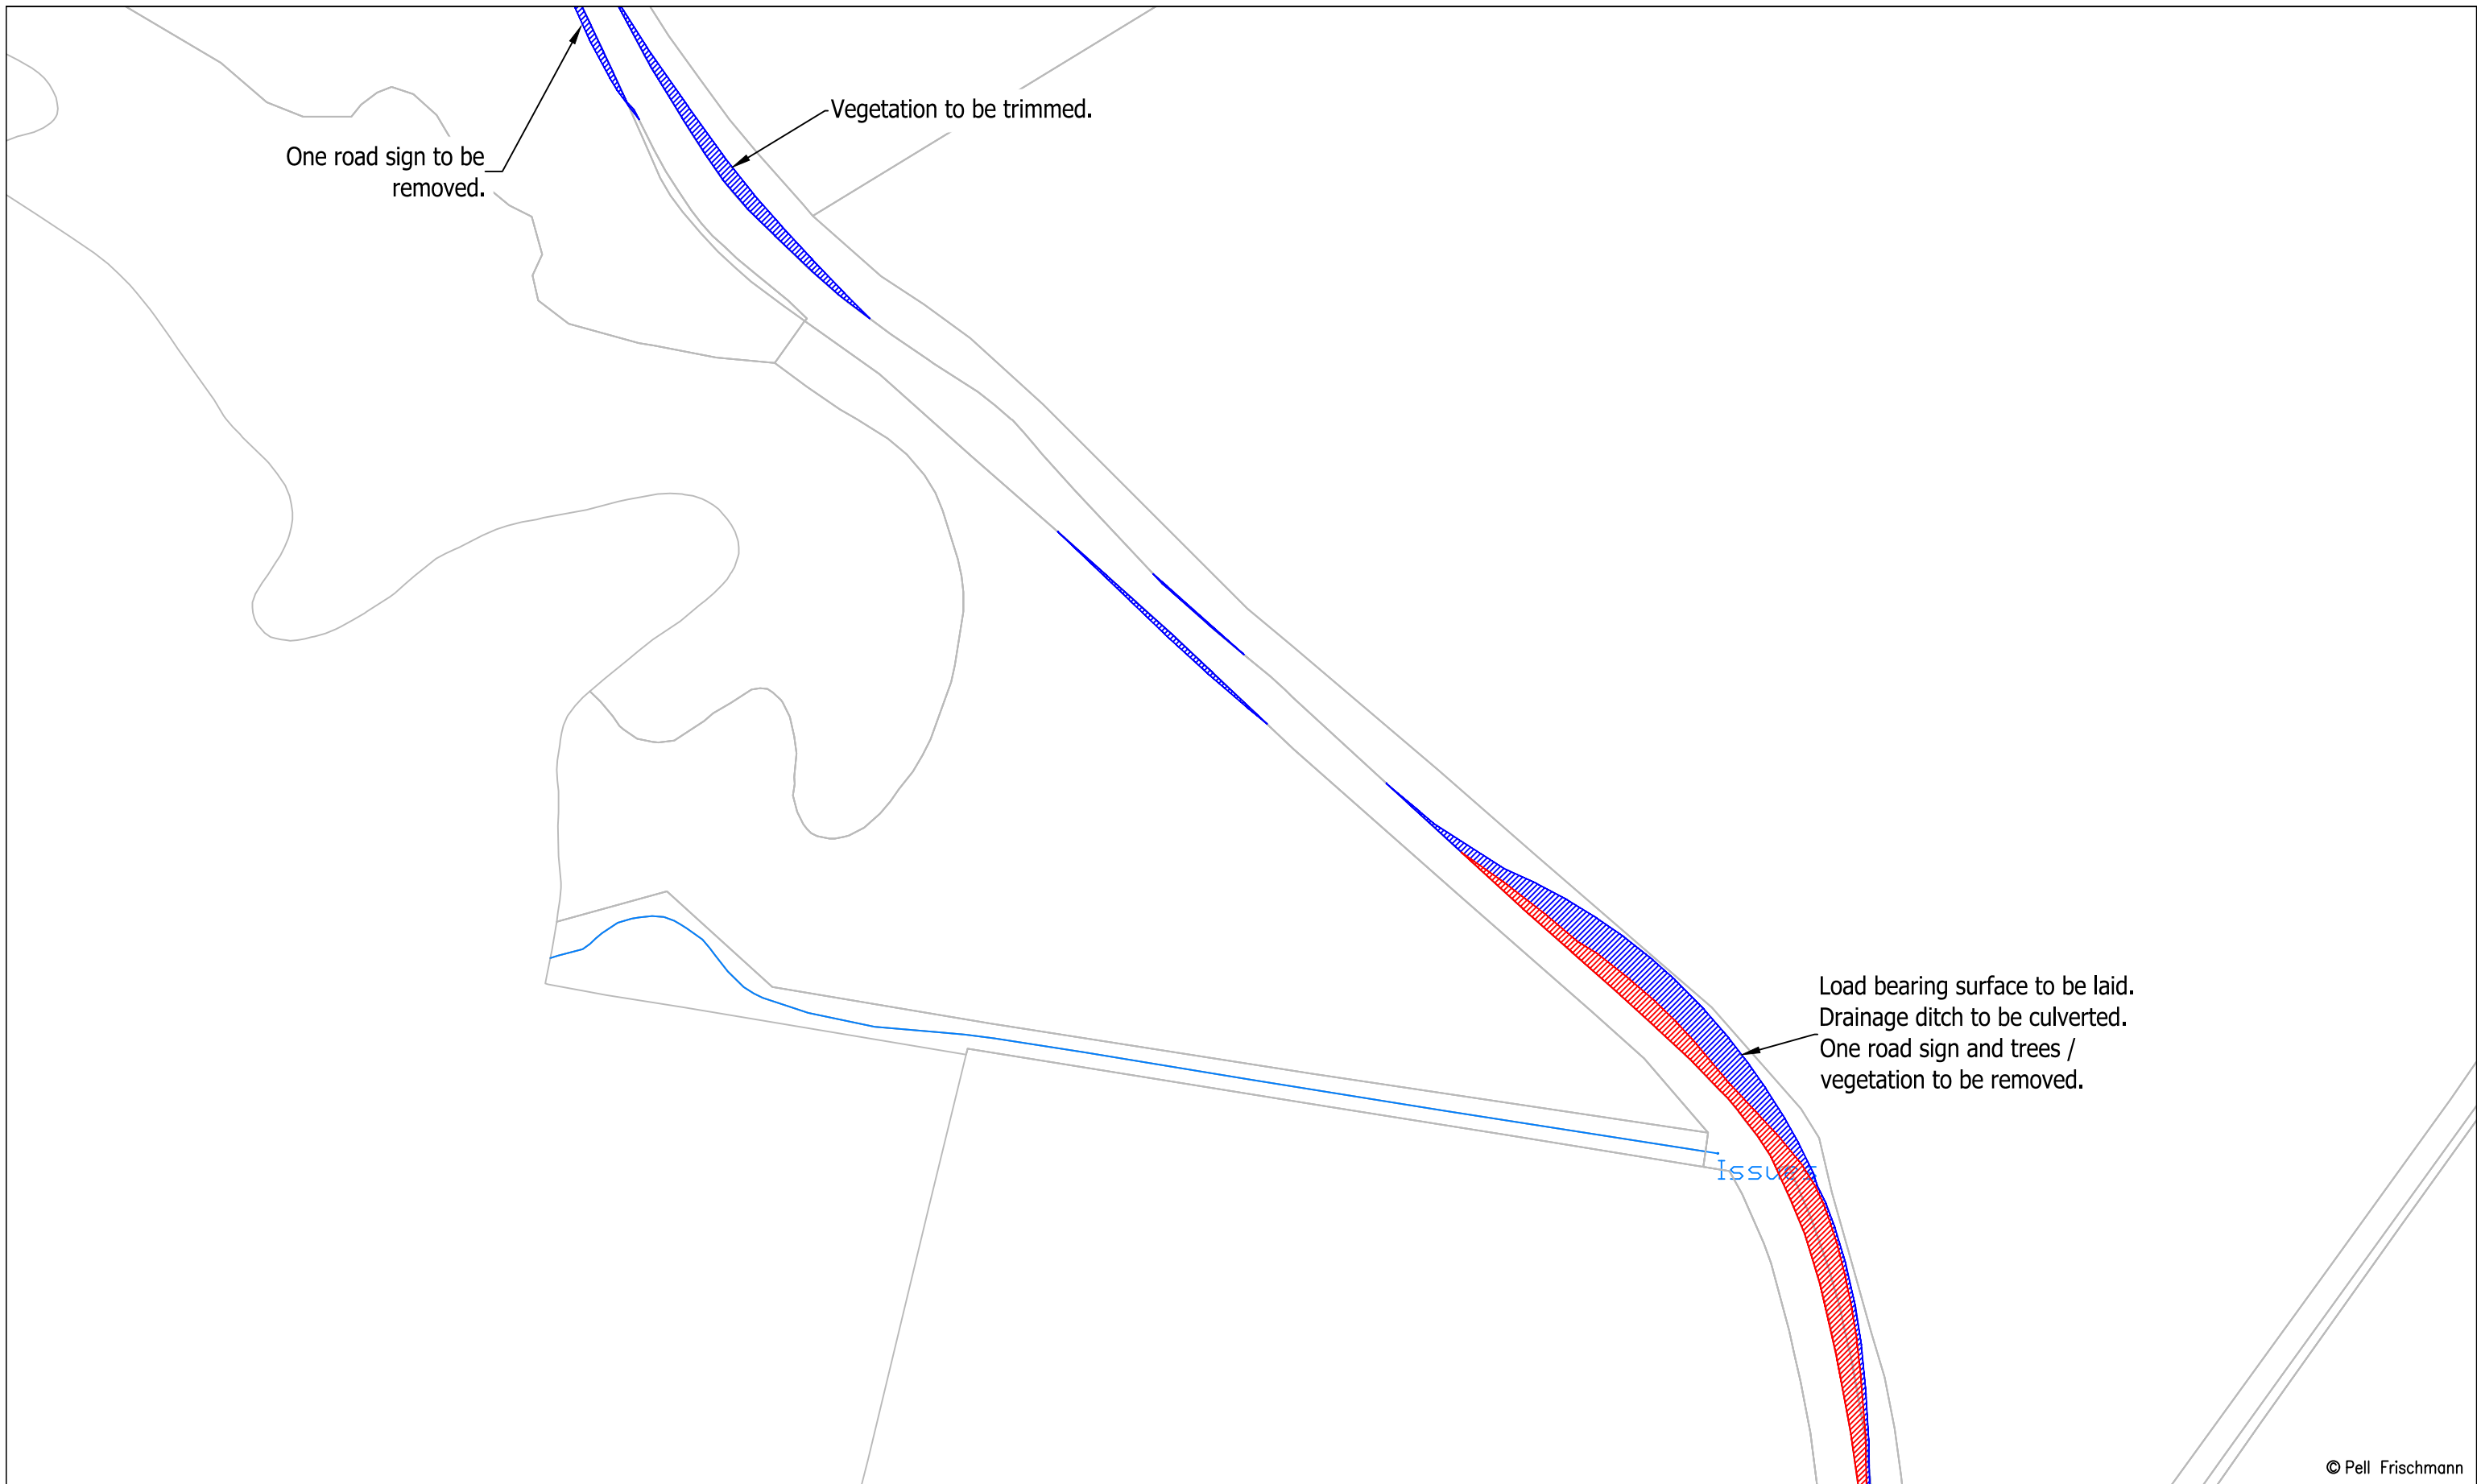 Vegetation to be trimmed.
One road sign to be
removed.
Load bearing surface to be laid.
Drainage ditch to be culverted.
One road sign and trees /
vegetation to be removed.
Issues
© Pell Frischmann